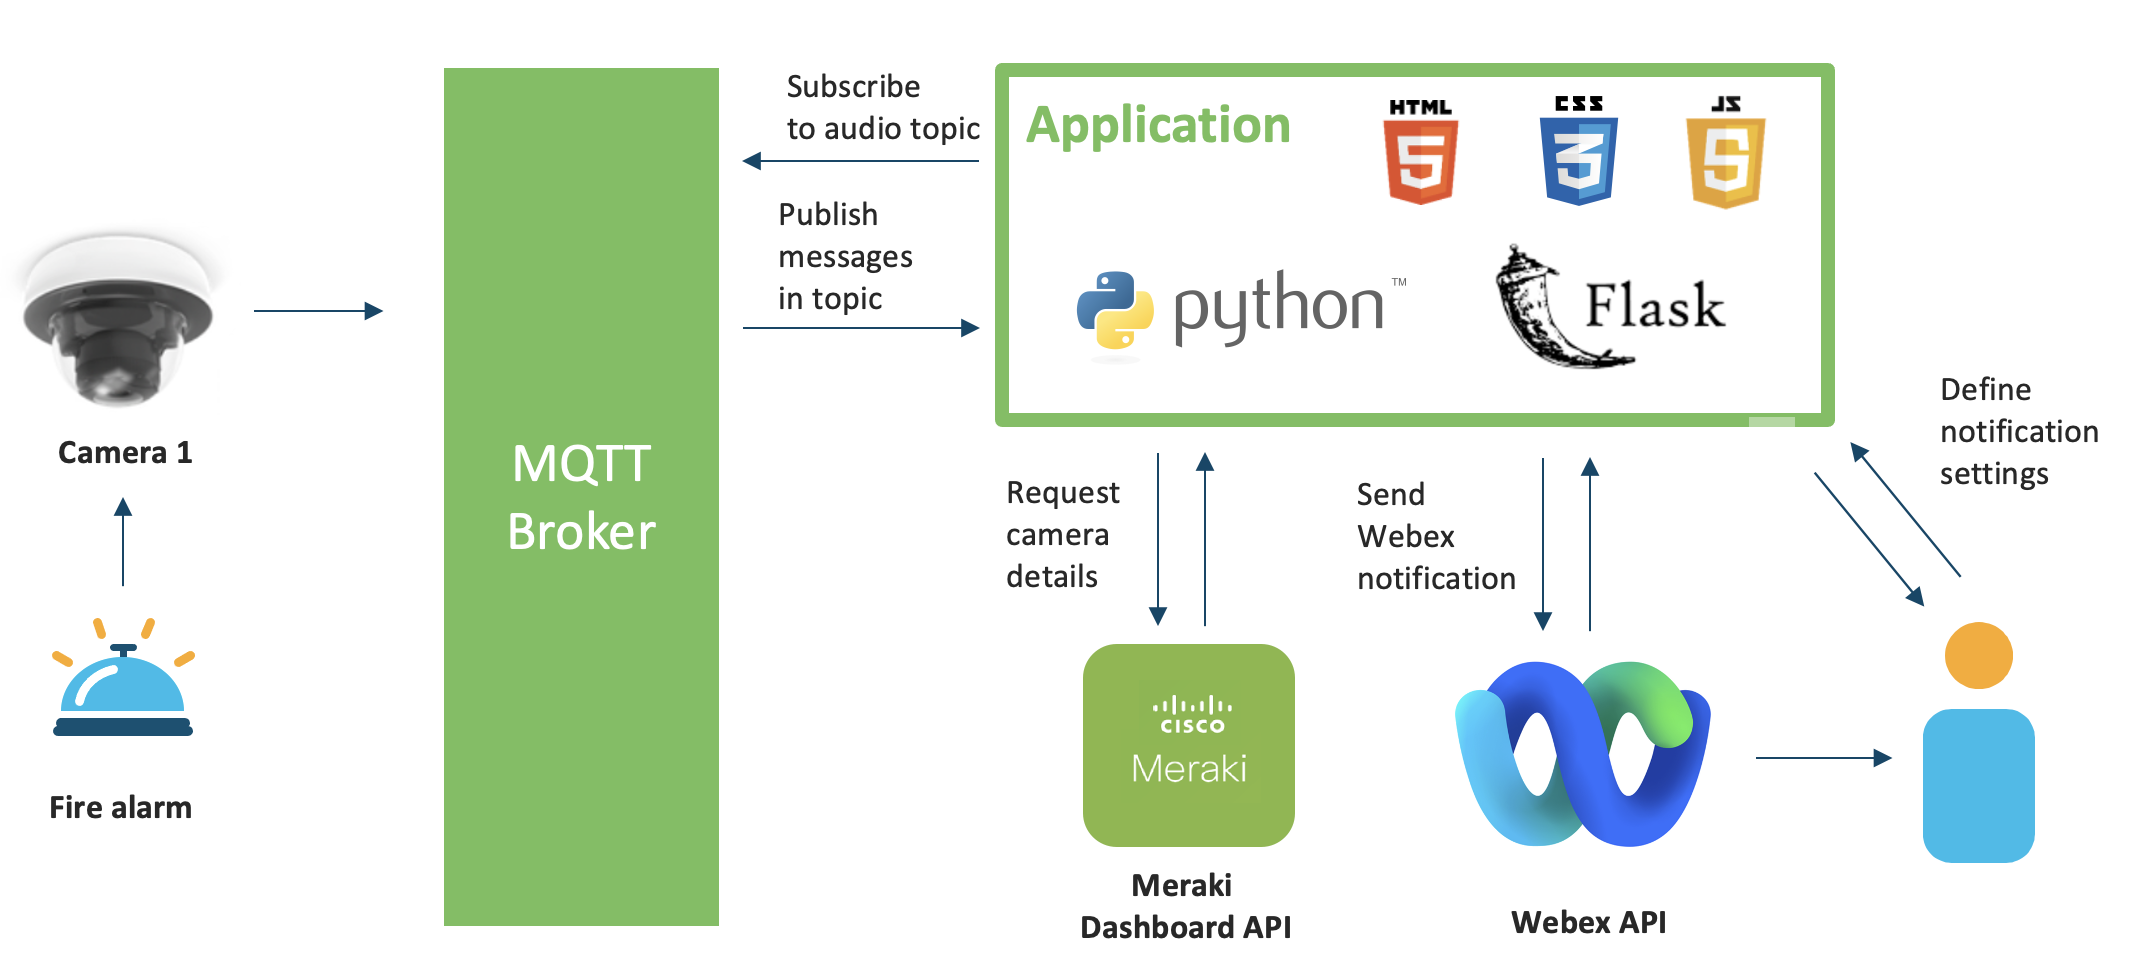 Subscribe
to audio topic
Publish
messages
in topic
Application
HTML
5
CSS
3
JS
5
python
TM
Flask
Camera 1
Fire alarm
MQTT
Broker
Request
camera
details
Send
Webex
notification
Define
notification
settings
CISCO
Meraki
Meraki
Dashboard API
Webex API